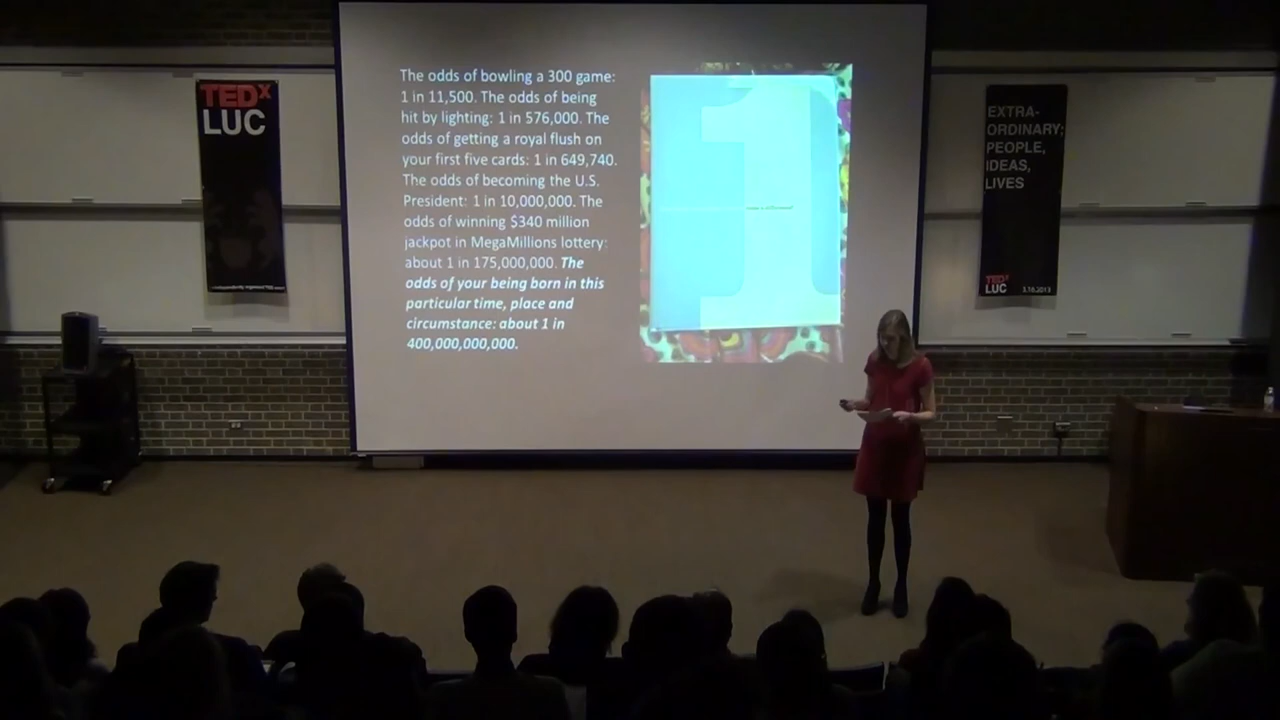 TEDx
LUC
The odds of bowling a 300 game:
1 in 11,500. The odds of being
hit by lighting: 1 in 576,000. The
odds of getting a royal flush on
your first five cards: 1 in 649,740.
The odds of becoming the U.S.
President: 1 in 10,000,000. The
odds of winning $340 million
jackpot in MegaMillions lottery:
about 1 in 175,000,000. The
odds of your being born in this
particular time, place and
circumstance: about 1 in
400,000,000,000.
1
EXTRA-
ORDINARY:
PEOPLE,
IDEAS,
LIVES
TEDx
LUC
3.16.2013